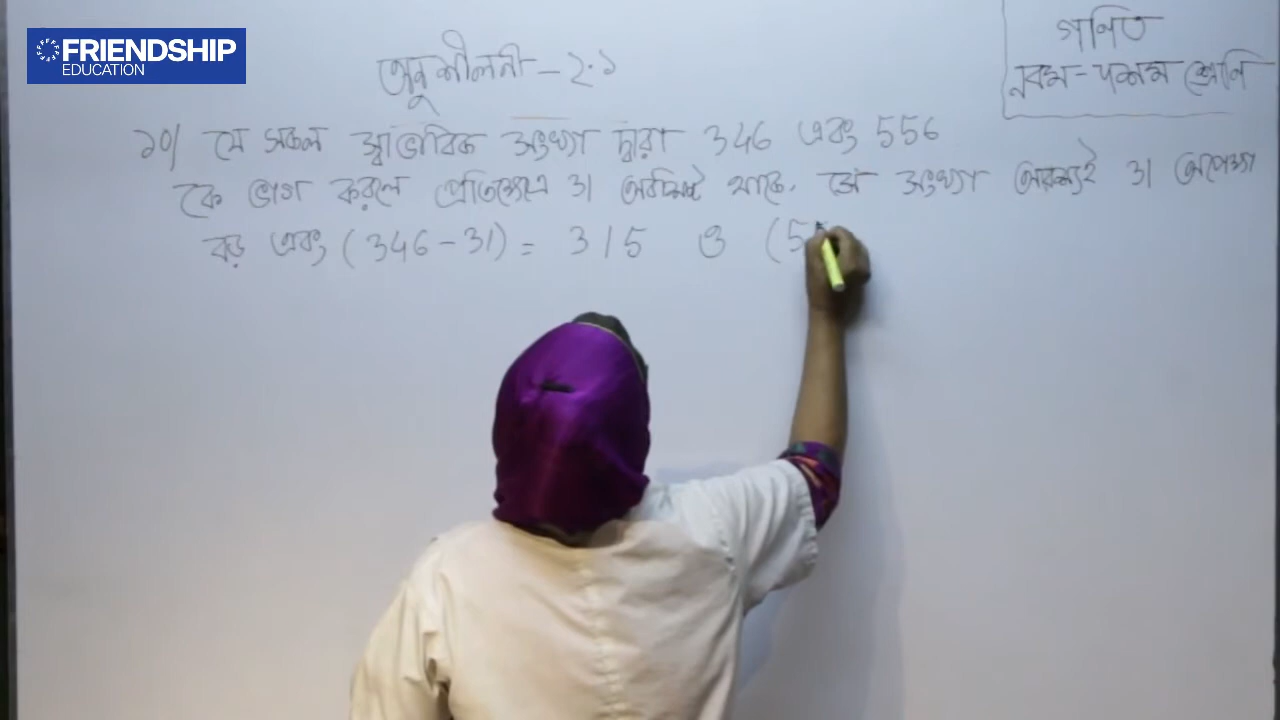 FRIENDSHIP
EDUCATION
গণিত
নবম-দশম শ্রেণি
অনুশীলনী – ২.১
১০/ যে সকল স্বাভাবিক সংখ্যা দ্বারা 346 এবং 556
কে ভাগ করলে প্রতিক্ষেত্রে 31 অবশিষ্ট থাকে, সে সংখ্যা অবশ্যই 31 অপেক্ষা
বড় এবং (346-31) = 315 ও (5